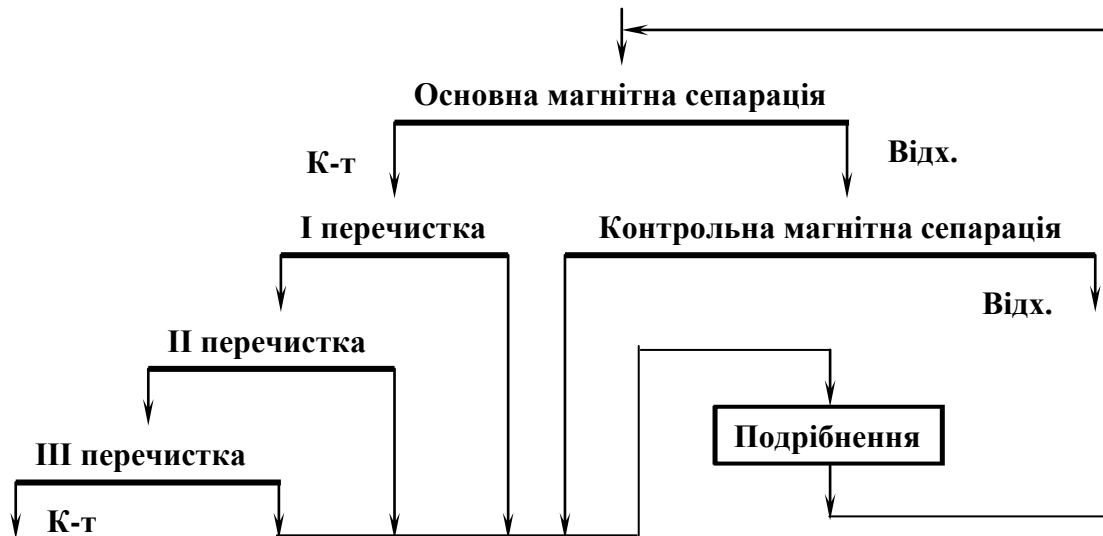 Основна магнітна сепарація
К-т
Відх.
І перечистка
Контрольна магнітна сепарація
Відх.
ІІ перечистка
Подрібнення
ІІІ перечистка
К-т